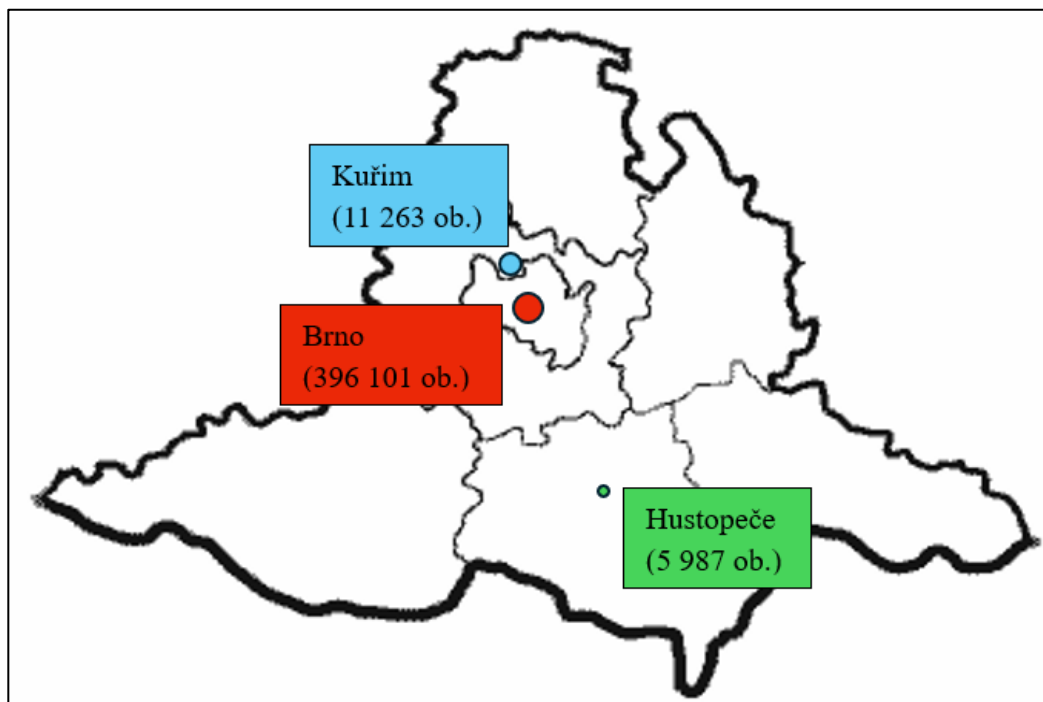 Kuřim
(11 263 ob.)
Brno
(396 101 ob.)
Hustopeče
(5 987 ob.)